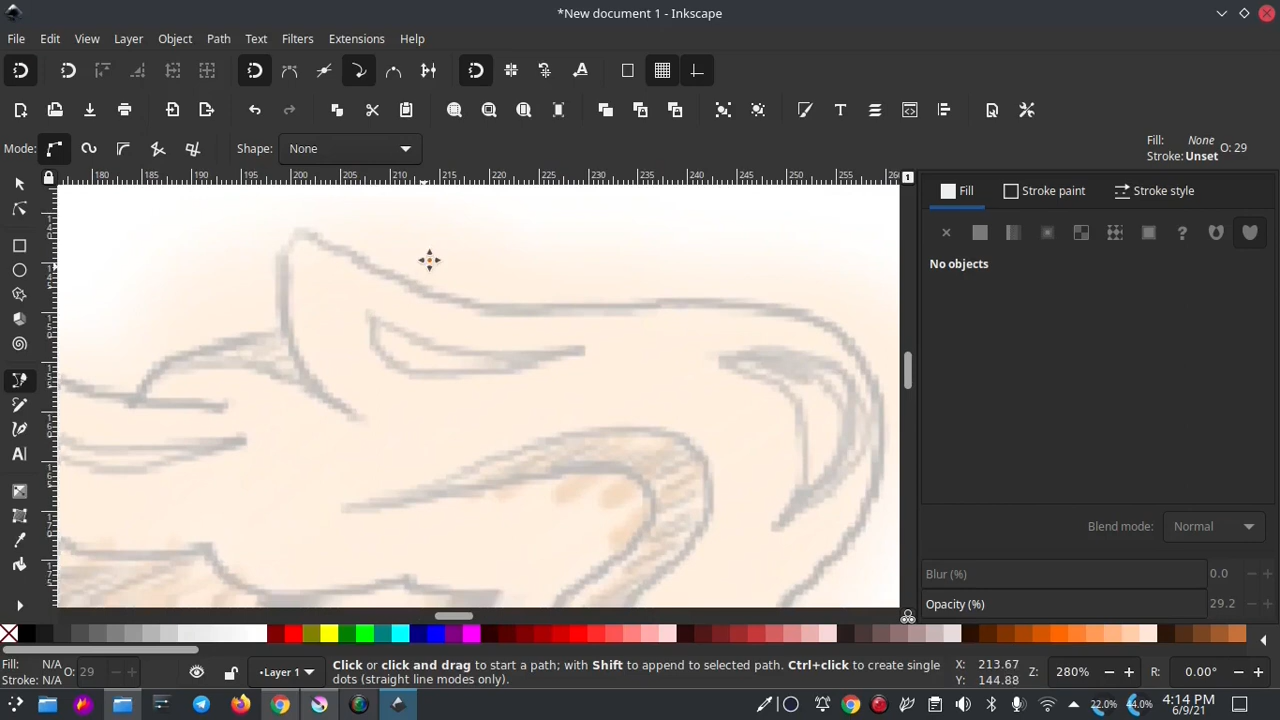 *New document 1 - Inkscape
File Edit View Layer Object Path Text Filters Extensions Help
Mode: Shape: None Fill: None O: 29
Stroke: Unset
180 185 190 195 200 205 210 215 220 225 230 235 240 245 250 255 1
Fill Stroke paint Stroke style
No objects
Blend mode: Normal
Blur (%) 0.0
Opacity (%) 29.2
Fill: N/A O: 29
Stroke: N/A
Layer 1
Click or click and drag to start a path; with Shift to append to selected path. Ctrl+click to create single
dots (straight line modes only).
X: 213.67
Y: 144.88
Z: 280% R: 0.00°
22.0% 44.0% 4:14 PM
6/9/21